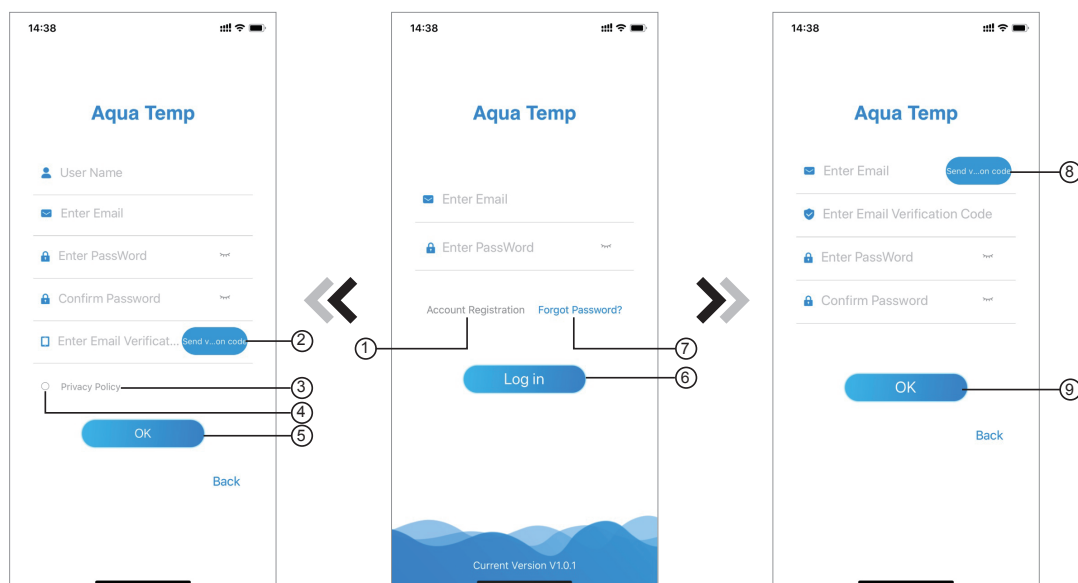 14:38
Aqua Temp
User Name
Enter Email
Enter PassWord
Confirm Password
Enter Email Verificat... Send v...on code
②
Privacy Policy
③
④
OK
⑤
Back
14:38
Aqua Temp
Enter Email
Enter PassWord
Account Registration Forgot Password?
①
⑦
Log in
⑥
Current Version V1.0.1
14:38
Aqua Temp
Enter Email Send v...on code
⑧
Enter Email Verification Code
Enter PassWord
Confirm Password
OK
⑨
Back